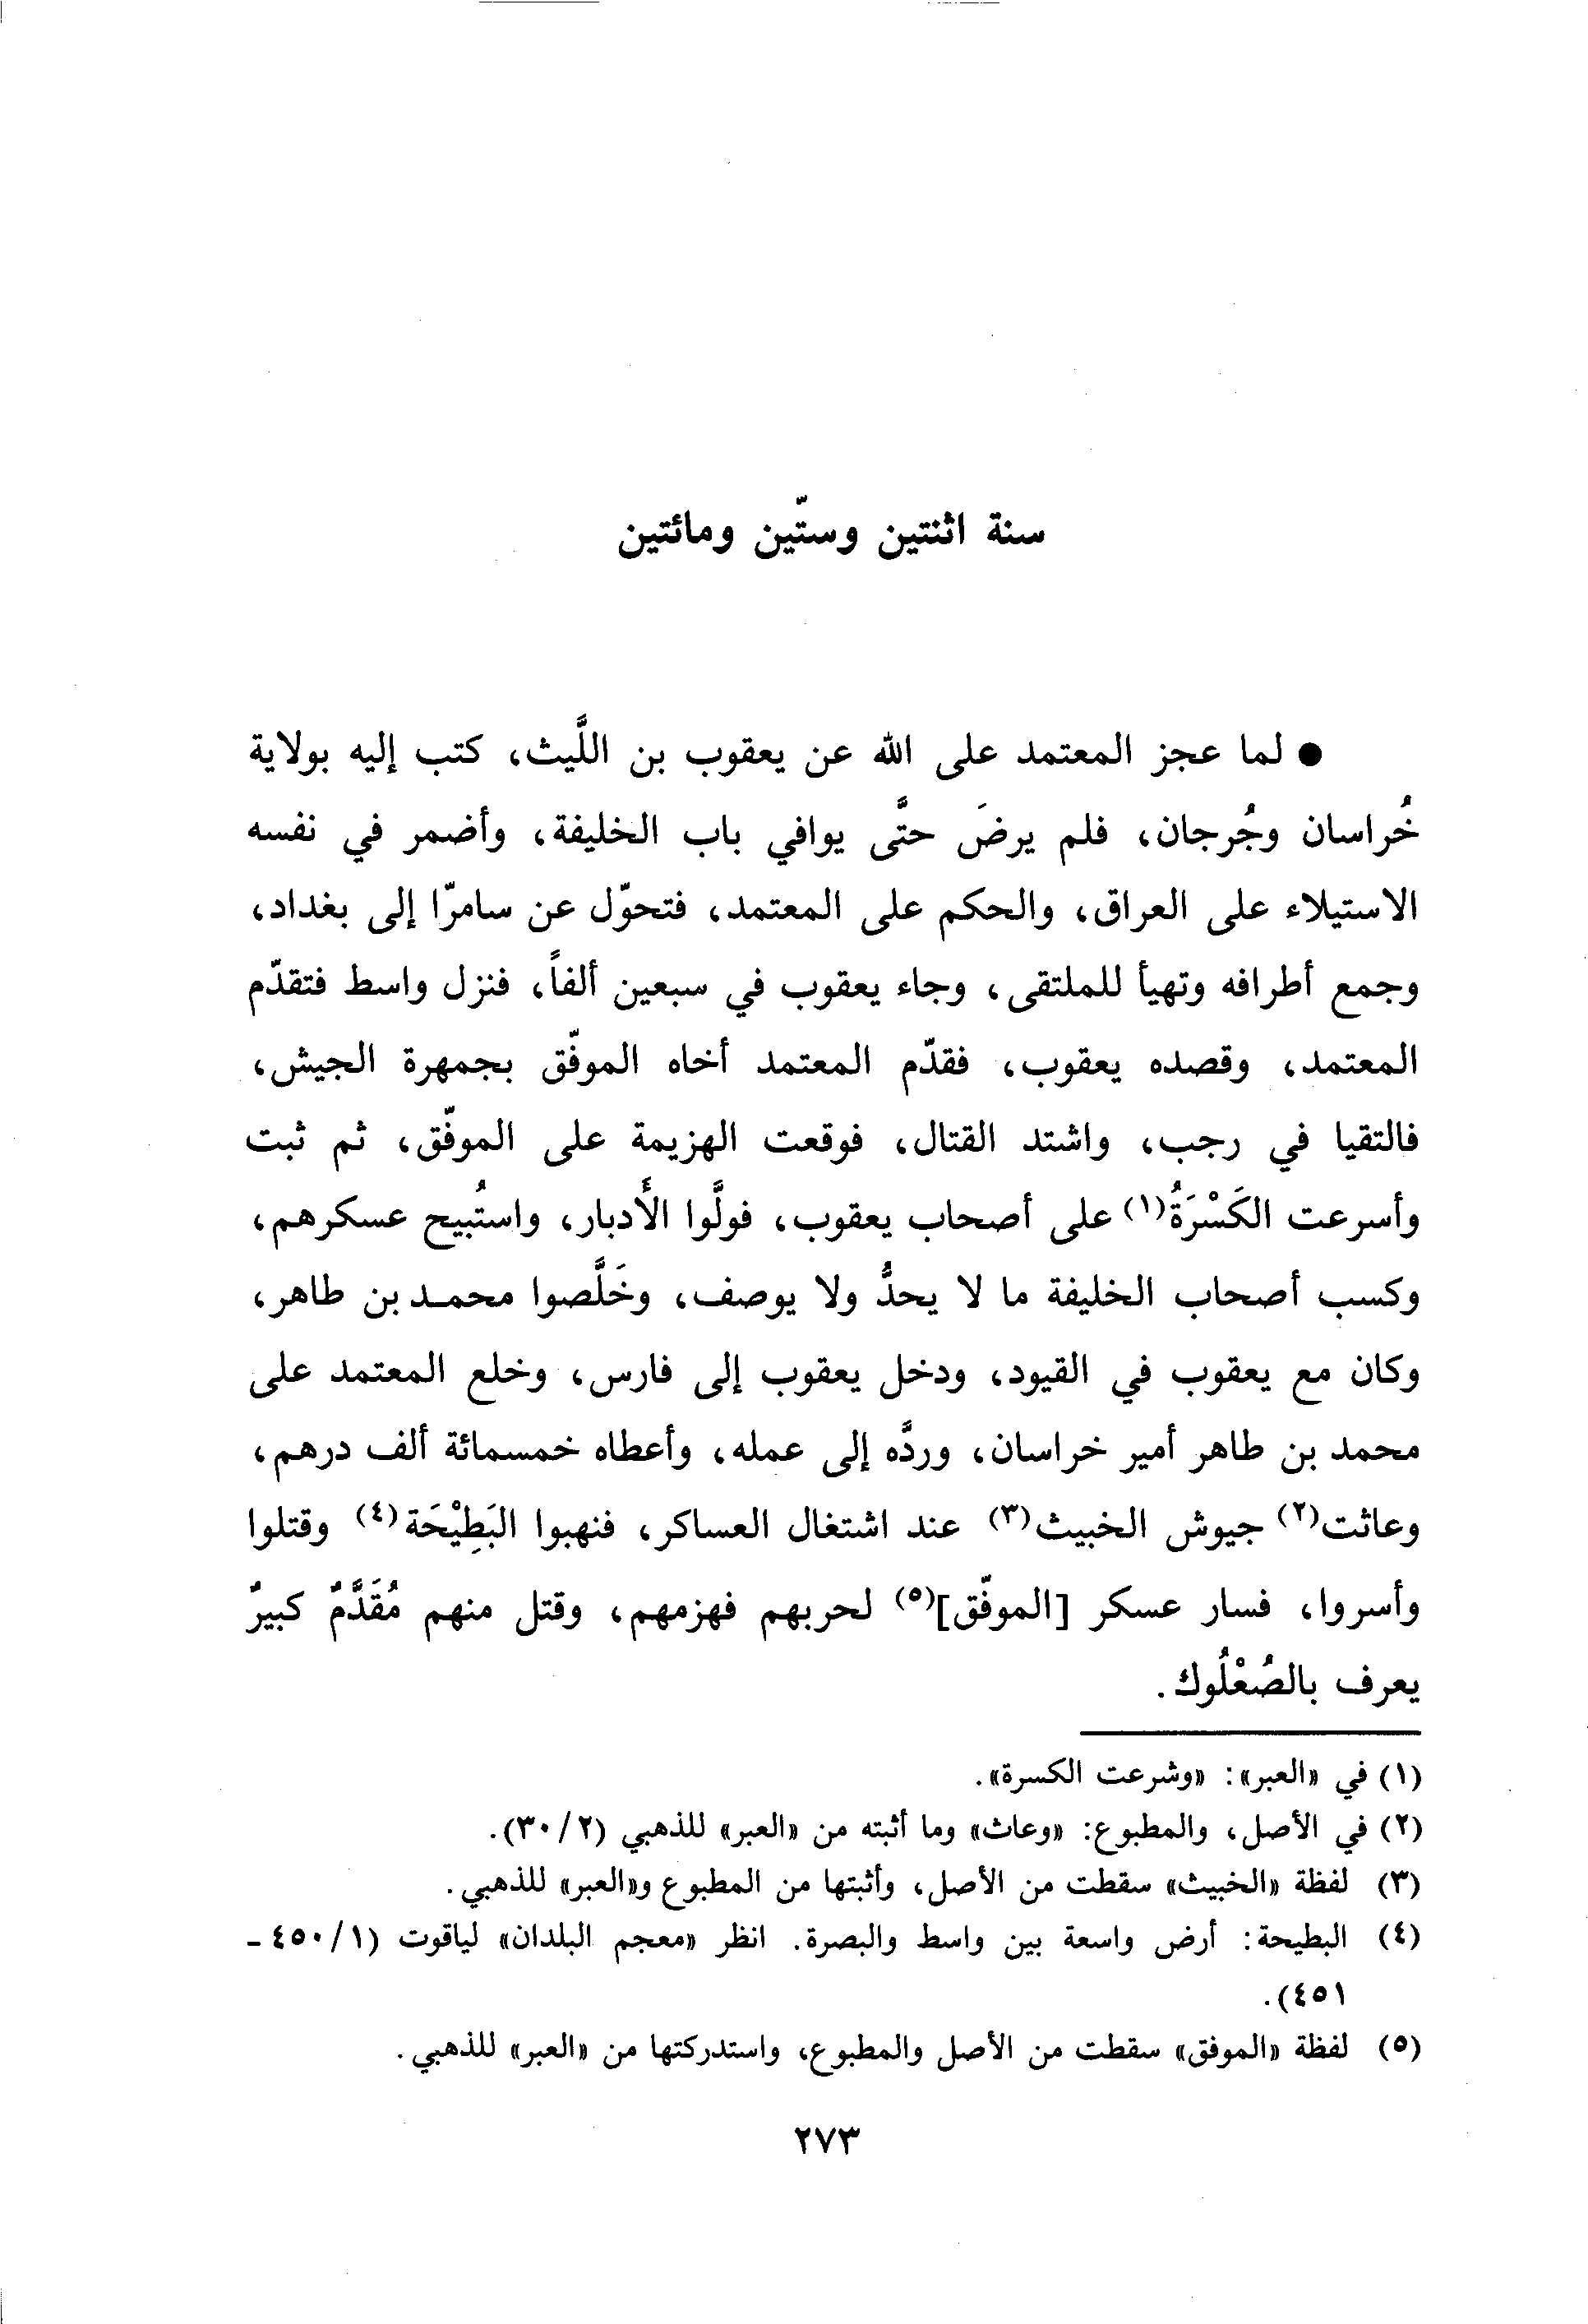 سنة اثنتين وستّين ومائتين
● لما عجز المعتمد على الله عن يعقوب بن اللَّيث، كتب إليه بولاية
خُراسان وجُرجان، فلم يرضَ حتَّى يوافي باب الخليفة، وأضمر في نفسه
الاستيلاء على العراق، والحكم على المعتمد، فتحوّل عن سامرّا إلى بغداد،
وجمع أطرافه وتهيأ للملتقى، وجاء يعقوب في سبعين ألفاً، فنزل واسط فتقدّم
المعتمد، وقصده يعقوب، فقدّم المعتمد أخاه الموفّق بجمهرة الجيش،
فالتقيا في رجب، واشتد القتال، فوقعت الهزيمة على الموفّق، ثم ثبت
وأسرعت الكَسْرَةُ(١) على أصحاب يعقوب، فولَّوا الأَدبار، واستُبيح عسكرهم،
وكسب أصحاب الخليفة ما لا يحدُّ ولا يوصف، وخَلَّصوا محمد بن طاهر،
وكان مع يعقوب في القيود، ودخل يعقوب إلى فارس، وخلع المعتمد على
محمد بن طاهر أمير خراسان، وردَّه إلى عمله، وأعطاه خمسمائة ألف درهم،
وعاثت(٢) جيوش الخبيث(٣) عند اشتغال العساكر، فنهبوا البَطِيْحَة(٤) وقتلوا
وأسروا، فسار عسكر [الموفّق](٥) لحربهم فهزمهم، وقتل منهم مُقَدَّمٌ كبيرٌ
يعرف بالصُعْلُوك.
(١) في «العبر»: «وشرعت الكسرة».
(٢) في الأصل، والمطبوع: «وعاث» وما أثبته من «العبر» للذهبي (٢/ ٣٠).
(٣) لفظة «الخبيث» سقطت من الأصل، وأثبتها من المطبوع و«العبر» للذهبي.
(٤) البطيحة: أرض واسعة بين واسط والبصرة. انظر «معجم البلدان» لياقوت (١/ ٤٥٠ -
٤٥١).
(٥) لفظة «الموفق» سقطت من الأصل والمطبوع، واستدركتها من «العبر» للذهبي.
٢٧٣